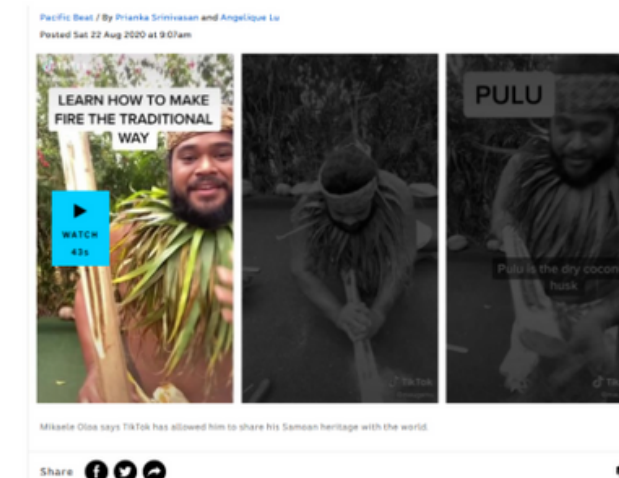 Pacific Beat / By Prianka Srinivasan and Angelique Lu
Posted Sat 22 Aug 2020 at 9:07am
LEARN HOW TO MAKE
FIRE THE TRADITIONAL
WAY
WATCH
43s
PULU
Pulu is the dry cocon
husk
TikTok
Mikaele Oloa says TikTok has allowed him to share his Samoan heritage with the world.
Share